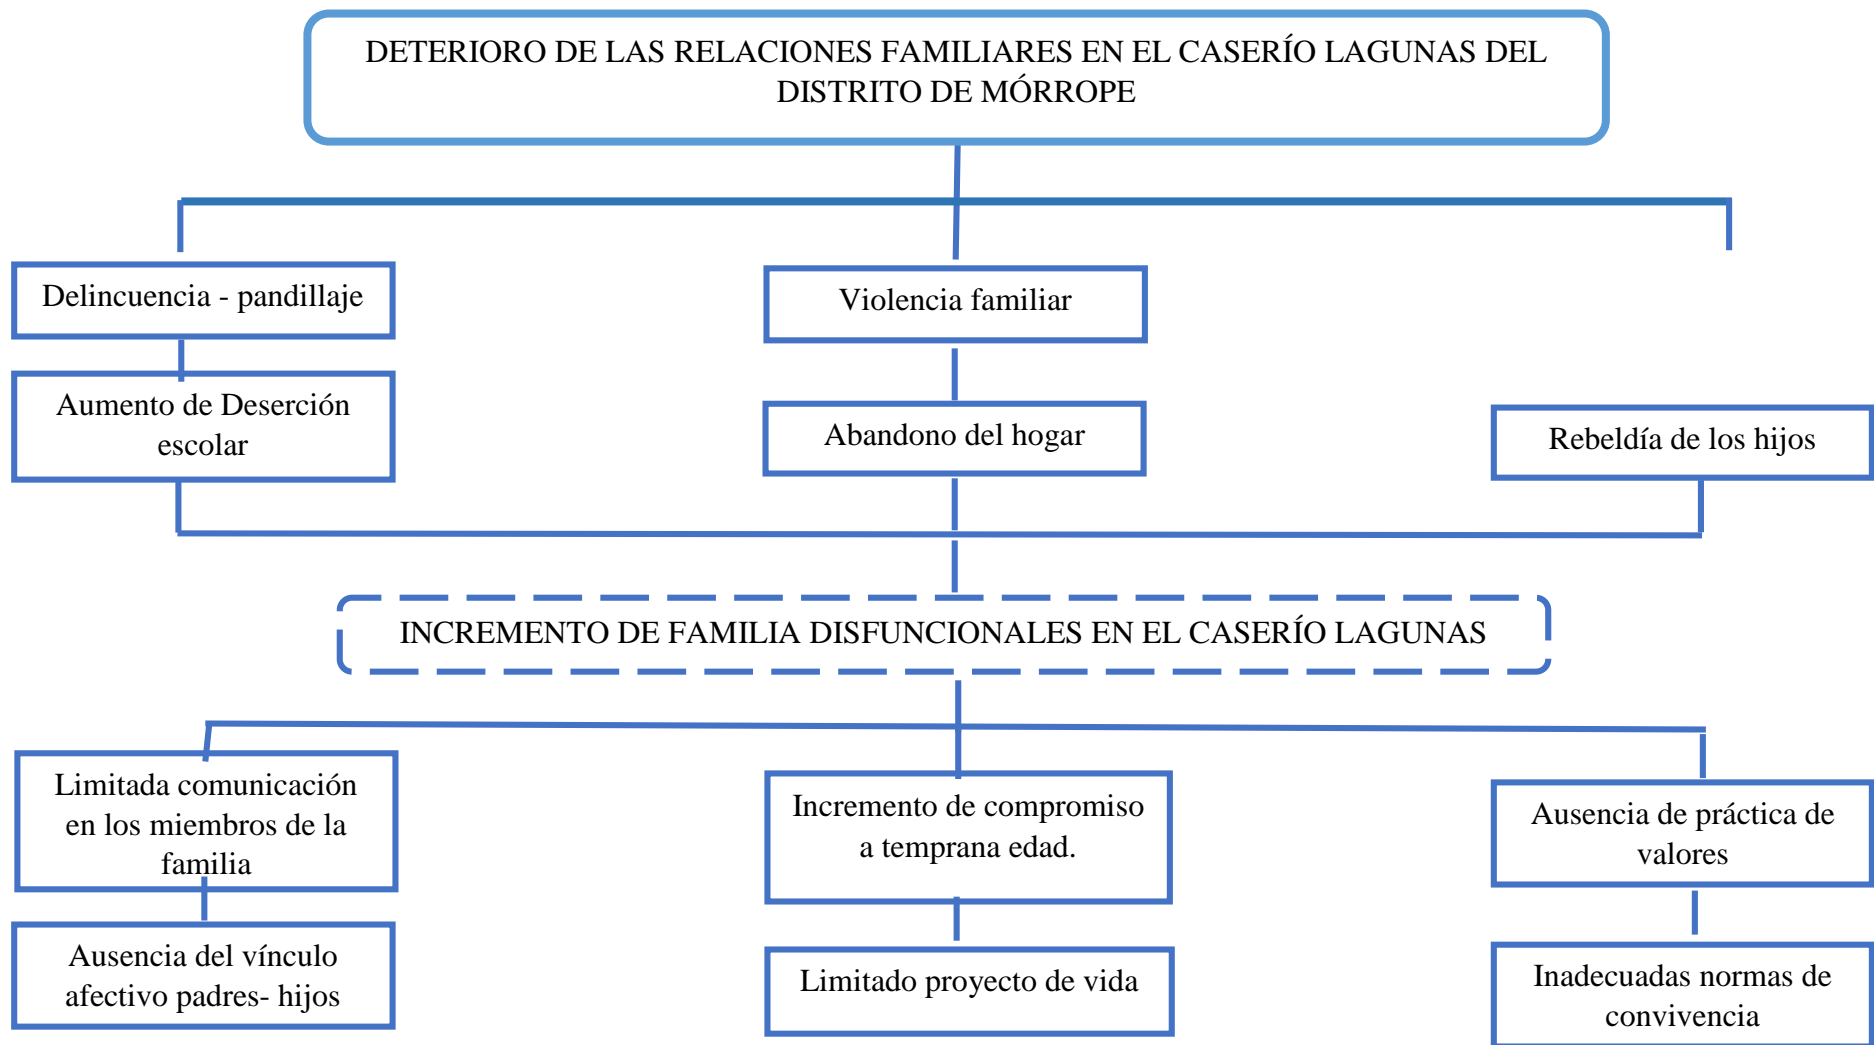 DETERIORO DE LAS RELACIONES FAMILIARES EN EL CASERÍO LAGUNAS DEL
DISTRITO DE MÓRROPE
Delincuencia - pandillaje
Violencia familiar
Aumento de Deserción
escolar
Abandono del hogar
Rebeldía de los hijos
INCREMENTO DE FAMILIA DISFUNCIONALES EN EL CASERÍO LAGUNAS
Limitada comunicación
en los miembros de la
familia
Incremento de compromiso
a temprana edad.
Ausencia de práctica de
valores
Ausencia del vínculo
afectivo padres- hijos
Limitado proyecto de vida
Inadecuadas normas de
convivencia